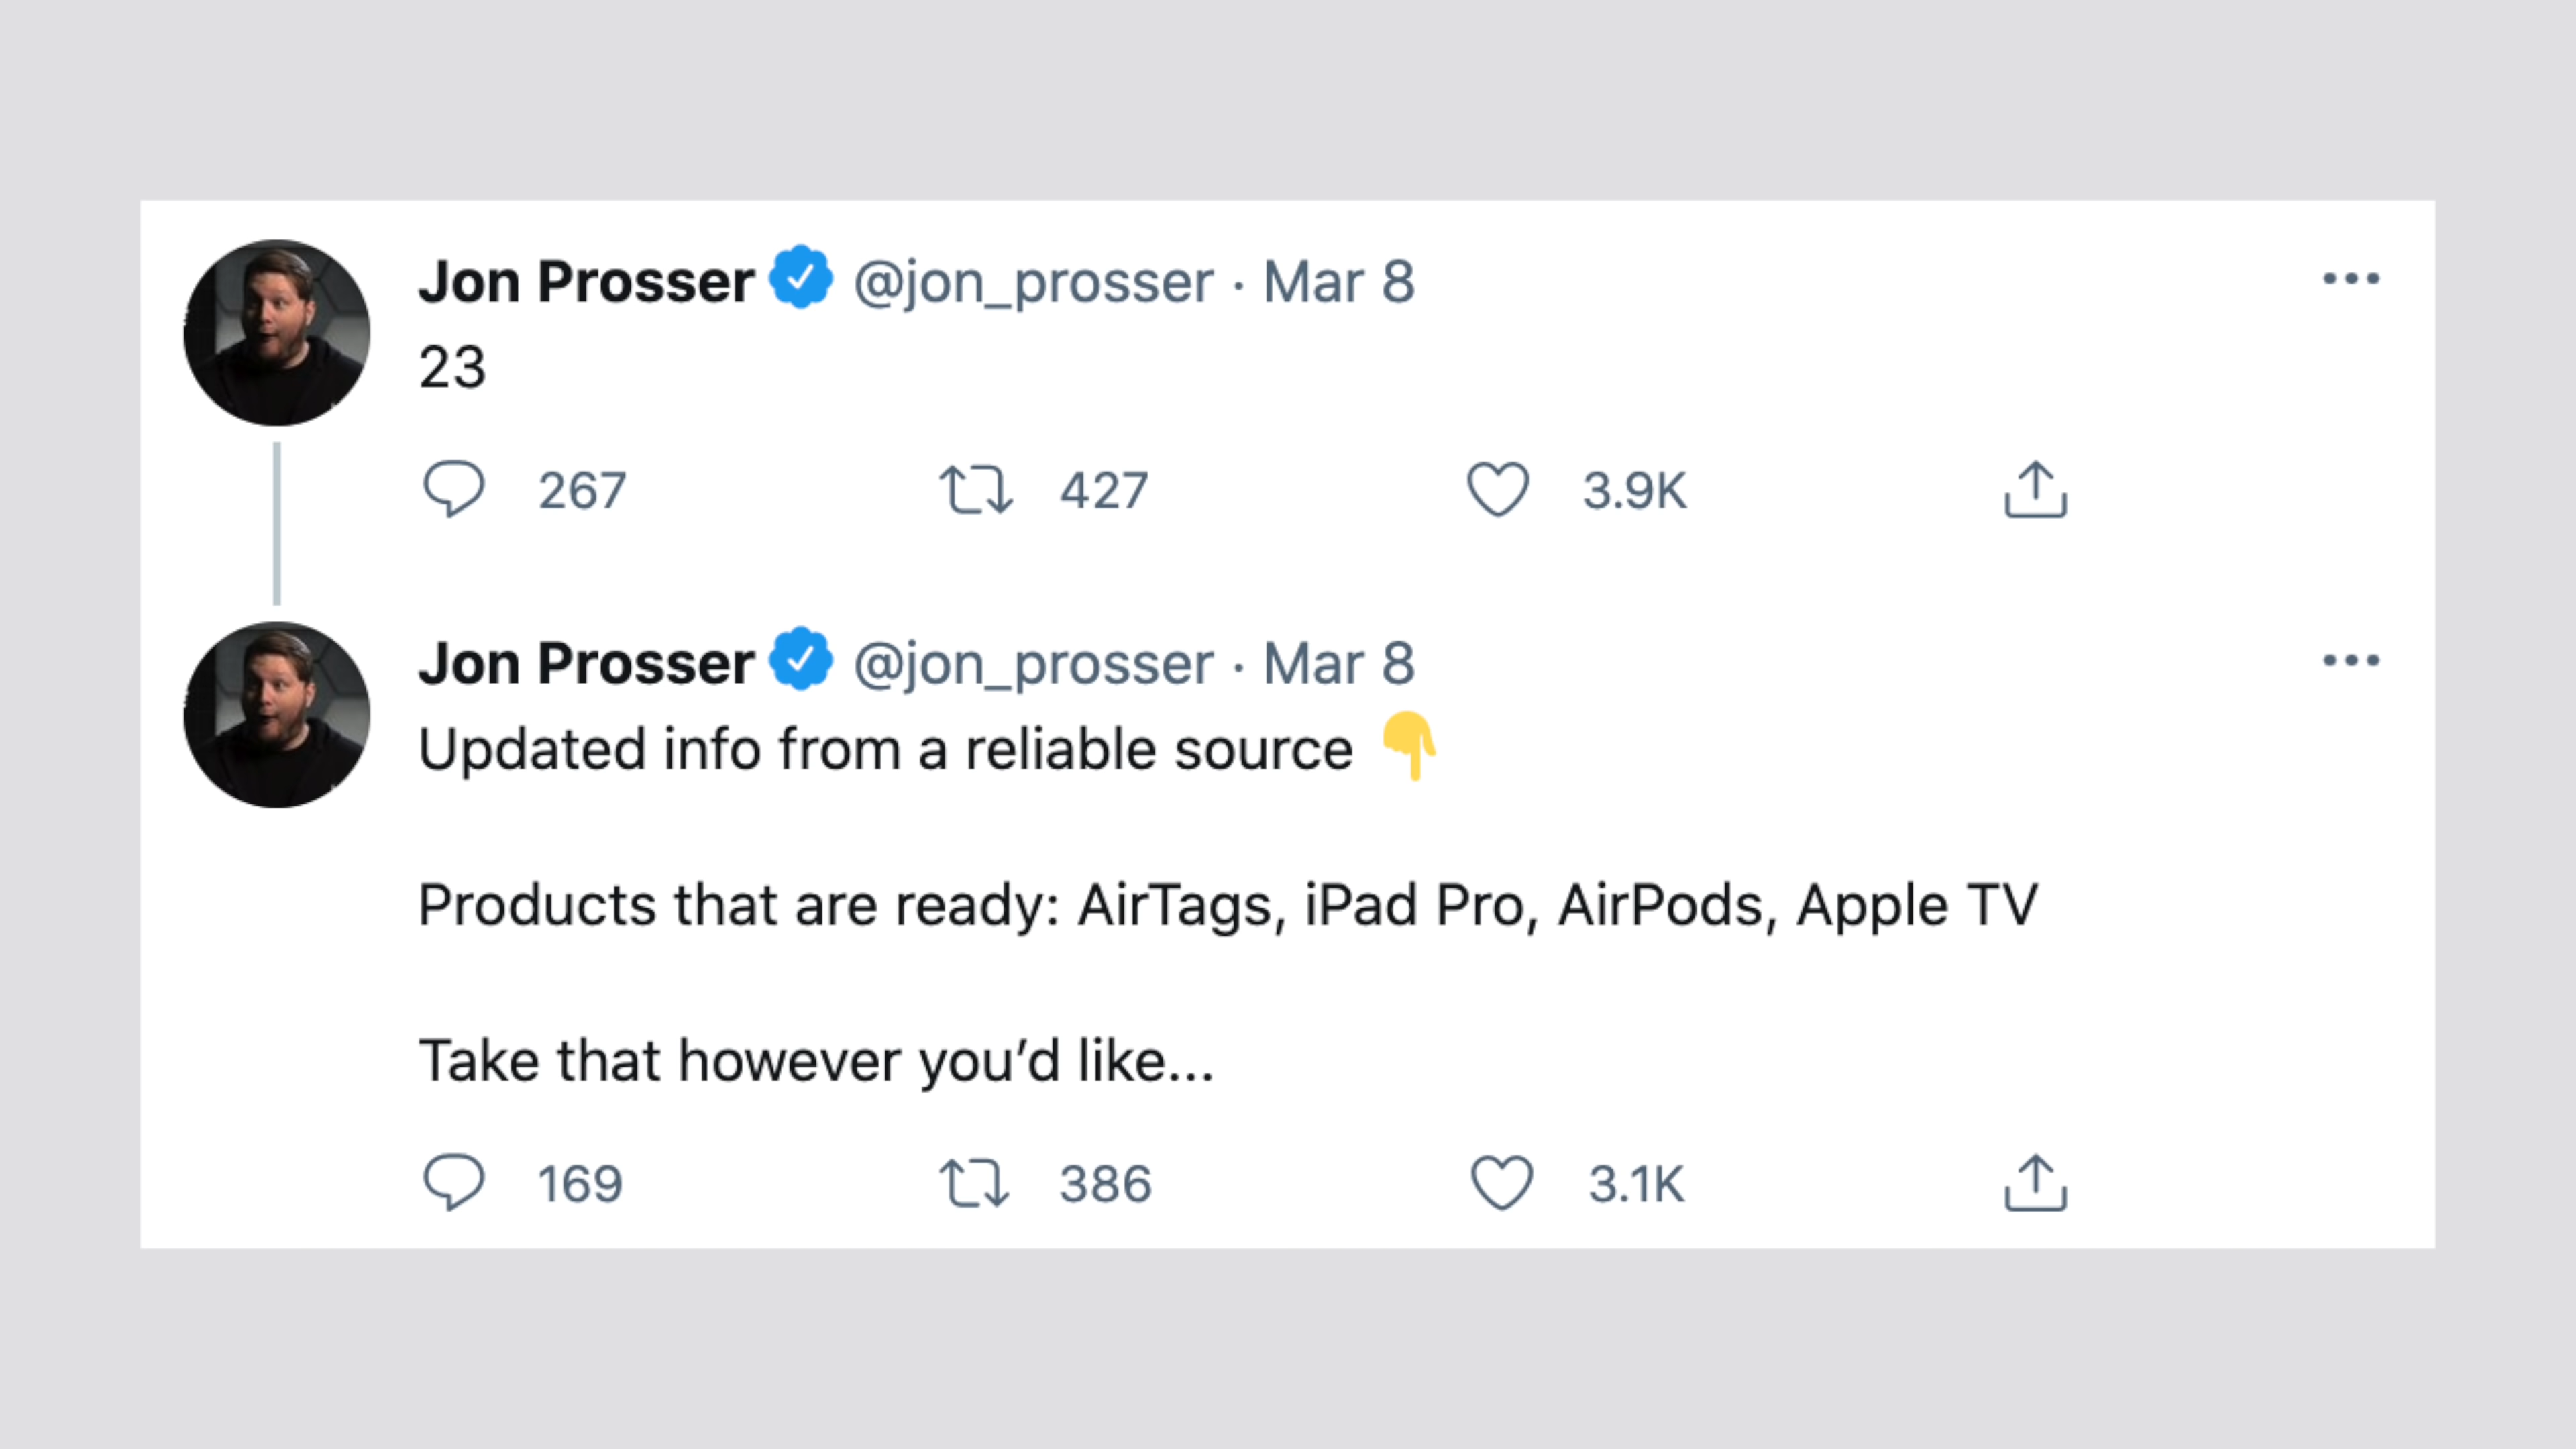 Jon Prosser @jon_prosser · Mar 8
23
267 427 3.9K
Jon Prosser @jon_prosser · Mar 8
Updated info from a reliable source 👇
Products that are ready: AirTags, iPad Pro, AirPods, Apple TV
Take that however you’d like...
169 386 3.1K